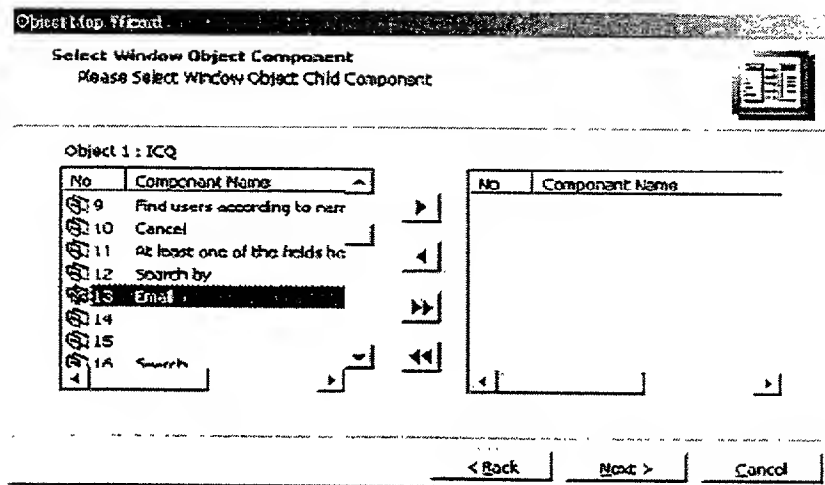 Object Map Wizard
Select Window Object Component
Please Select Window Object Child Component
Object 1 : ICQ
No Component Name
9 Find users according to nam
10 Cancel
11 At least one of the fields ha
12 Search by
13 Email
14
15
16 Search
No Component Name
< Back
Next >
Cancel